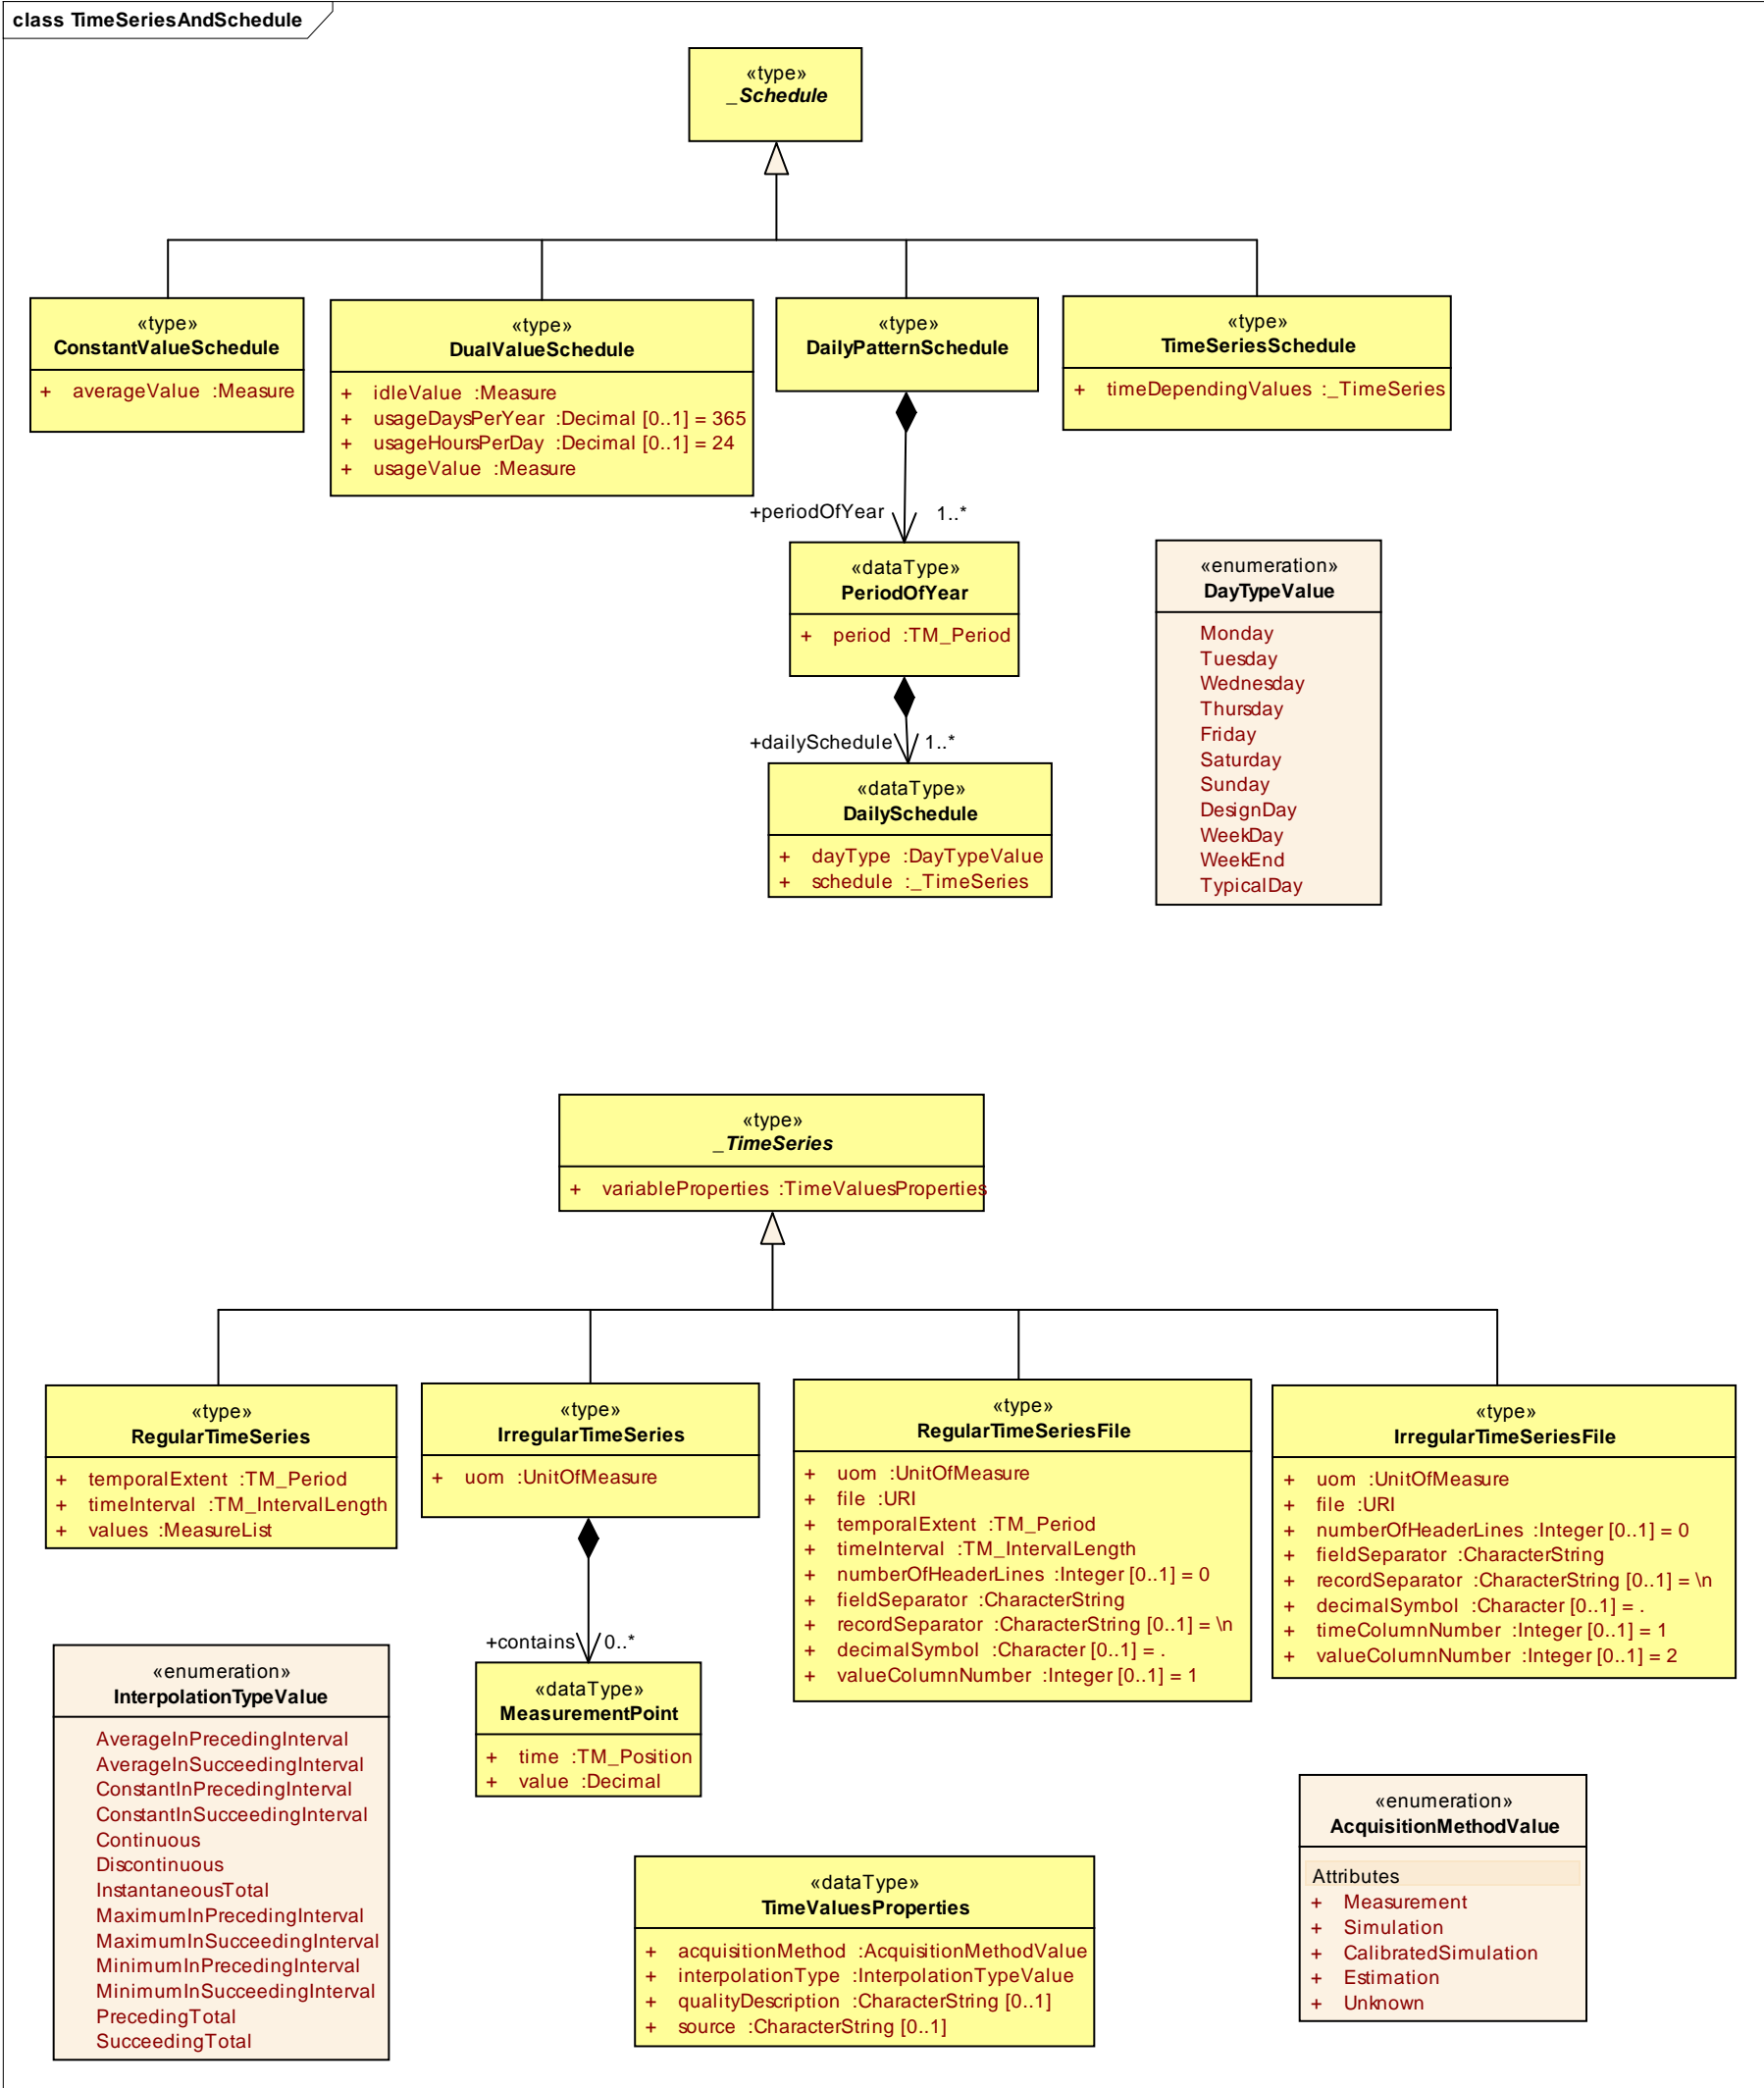 class TimeSeriesAndSchedule
«type»
_Schedule
«type»
ConstantValueSchedule
+ averageValue :Measure
«type»
DualValueSchedule
+ idleValue :Measure
+ usageDaysPerYear :Decimal [0..1] = 365
+ usageHoursPerDay :Decimal [0..1] = 24
+ usageValue :Measure
«type»
DailyPatternSchedule
«type»
TimeSeriesSchedule
+ timeDependingValues :_TimeSeries
+periodOfYear 1..*
«dataType»
PeriodOfYear
+ period :TM_Period
+dailySchedule 1..*
«dataType»
DailySchedule
+ dayType :DayTypeValue
+ schedule :_TimeSeries
«enumeration»
DayTypeValue
Monday
Tuesday
Wednesday
Thursday
Friday
Saturday
Sunday
DesignDay
WeekDay
WeekEnd
TypicalDay
«type»
_TimeSeries
+ variableProperties :TimeValuesProperties
«type»
RegularTimeSeries
+ temporalExtent :TM_Period
+ timeInterval :TM_IntervalLength
+ values :MeasureList
«type»
IrregularTimeSeries
+ uom :UnitOfMeasure
«type»
RegularTimeSeriesFile
+ uom :UnitOfMeasure
+ file :URI
+ temporalExtent :TM_Period
+ timeInterval :TM_IntervalLength
+ numberOfHeaderLines :Integer [0..1] = 0
+ fieldSeparator :CharacterString
+ recordSeparator :CharacterString [0..1] = \n
+ decimalSymbol :Character [0..1] = .
+ valueColumnNumber :Integer [0..1] = 1
«type»
IrregularTimeSeriesFile
+ uom :UnitOfMeasure
+ file :URI
+ numberOfHeaderLines :Integer [0..1] = 0
+ fieldSeparator :CharacterString
+ recordSeparator :CharacterString [0..1] = \n
+ decimalSymbol :Character [0..1] = .
+ timeColumnNumber :Integer [0..1] = 1
+ valueColumnNumber :Integer [0..1] = 2
+contains 0..*
«dataType»
MeasurementPoint
+ time :TM_Position
+ value :Decimal
«enumeration»
InterpolationTypeValue
AverageInPrecedingInterval
AverageInSucceedingInterval
ConstantInPrecedingInterval
ConstantInSucceedingInterval
Continuous
Discontinuous
InstantaneousTotal
MaximumInPrecedingInterval
MaximumInSucceedingInterval
MinimumInPrecedingInterval
MinimumInSucceedingInterval
PrecedingTotal
SucceedingTotal
«dataType»
TimeValuesProperties
+ acquisitionMethod :AcquisitionMethodValue
+ interpolationType :InterpolationTypeValue
+ qualityDescription :CharacterString [0..1]
+ source :CharacterString [0..1]
«enumeration»
AcquisitionMethodValue
Attributes
+ Measurement
+ Simulation
+ CalibratedSimulation
+ Estimation
+ Unknown